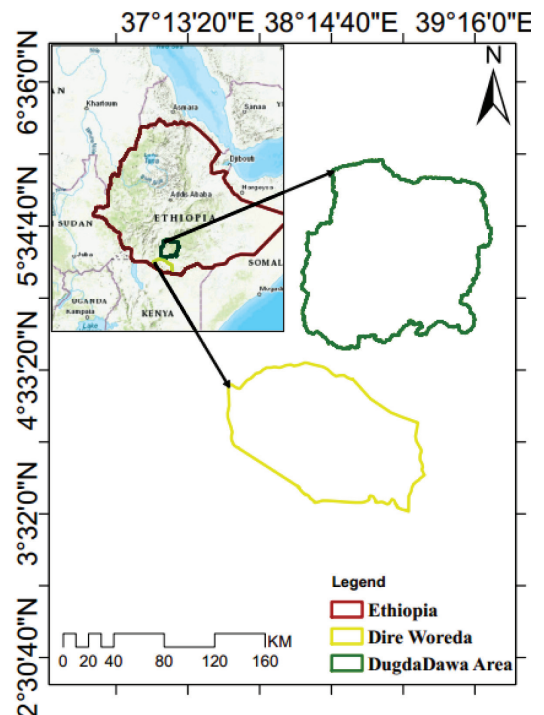 37°13'20"E 38°14'40"E 39°16'0"E
6°36'0"N
5°34'40"N
4°33'20"N
3°32'0"N
2°30'40"N
N
Khartoum
Asmara
Sanaa
Djibouti
Hargeysa
Addis Ababa
ETHIOPIA
SUDAN
Juba
SOMAL
UGANDA
Kampala
Lake
KENYA
Legend
Ethiopia
Dire Woreda
DugdaDawa Area
KM
0 20 40 80 120 160